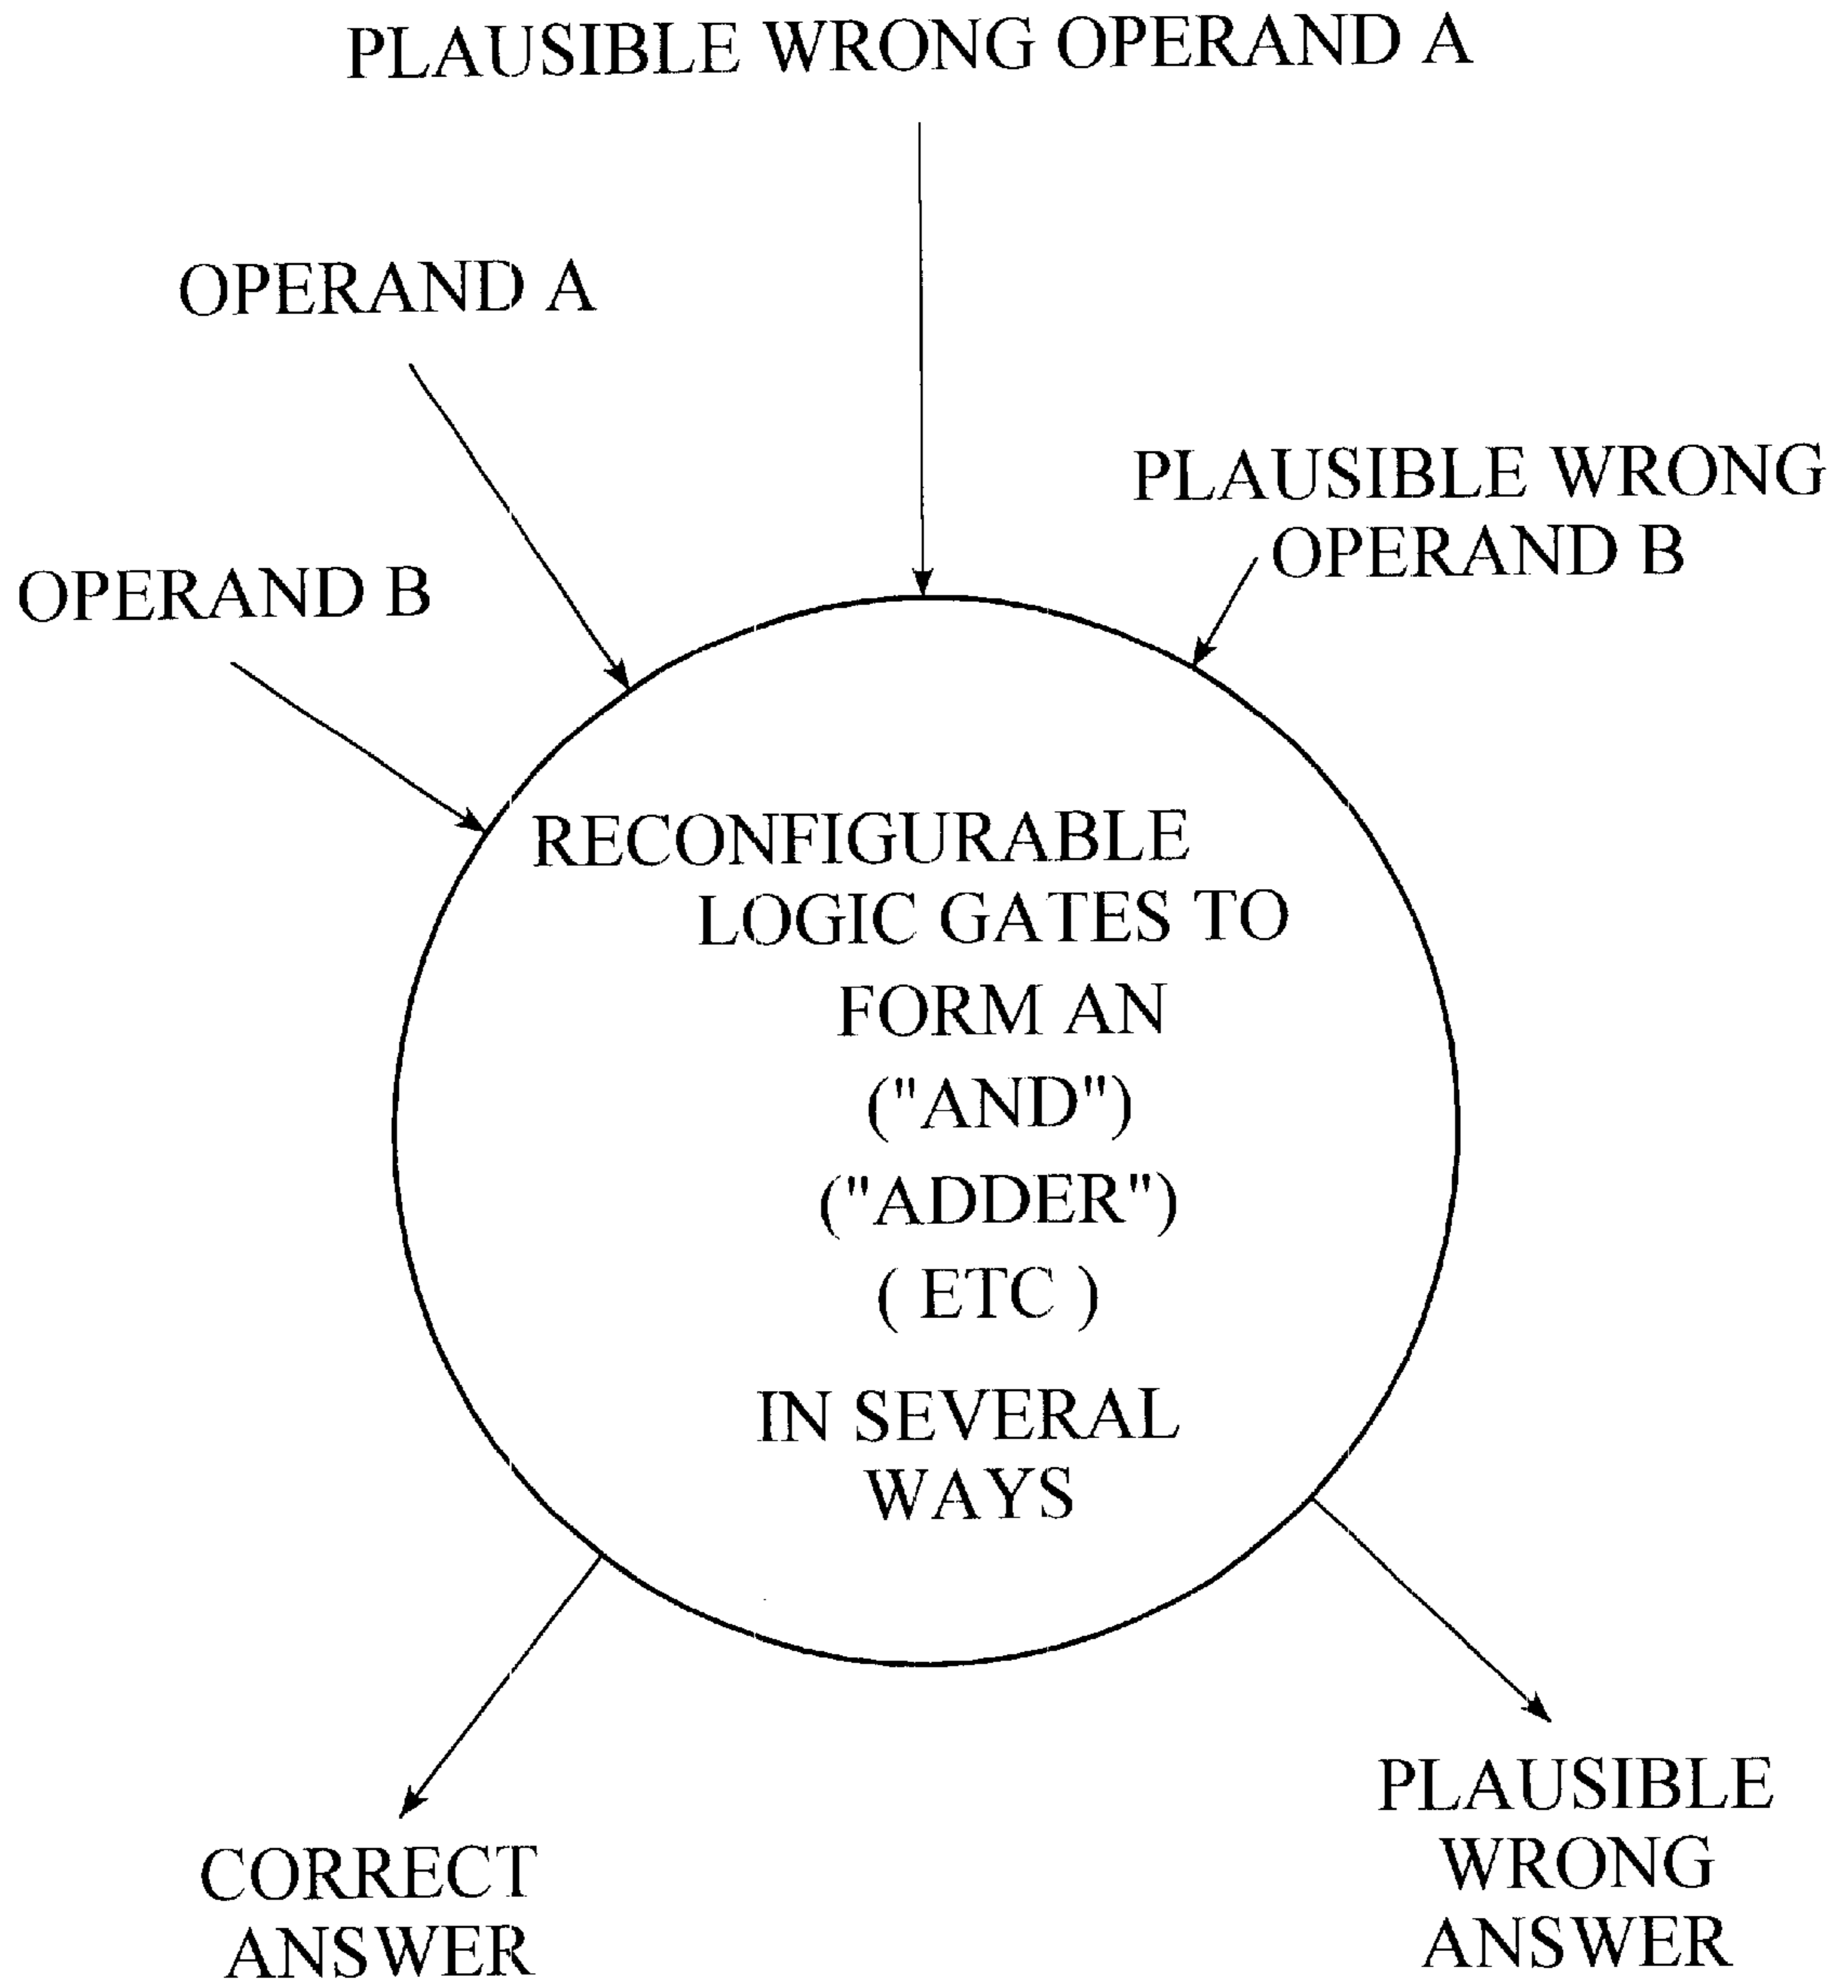 PLAUSIBLE WRONG OPERAND A
OPERAND A
PLAUSIBLE WRONG
OPERAND B
OPERAND B
RECONFIGURABLE
LOGIC GATES TO
FORM AN
("AND")
("ADDER")
( ETC )
IN SEVERAL
WAYS
CORRECT
ANSWER
PLAUSIBLE
WRONG
ANSWER